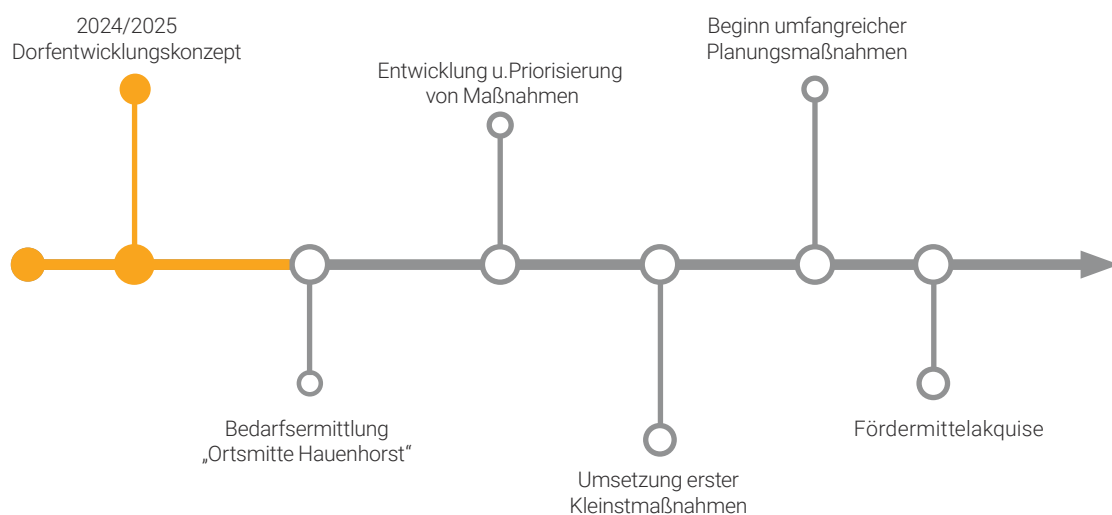 2024/2025
Dorfentwicklungskonzept
Bedarfsermittlung
„Ortsmitte Hauenhorst“
Entwicklung u.Priorisierung
von Maßnahmen
Umsetzung erster
Kleinstmaßnahmen
Beginn umfangreicher
Planungsmaßnahmen
Fördermittelakquise